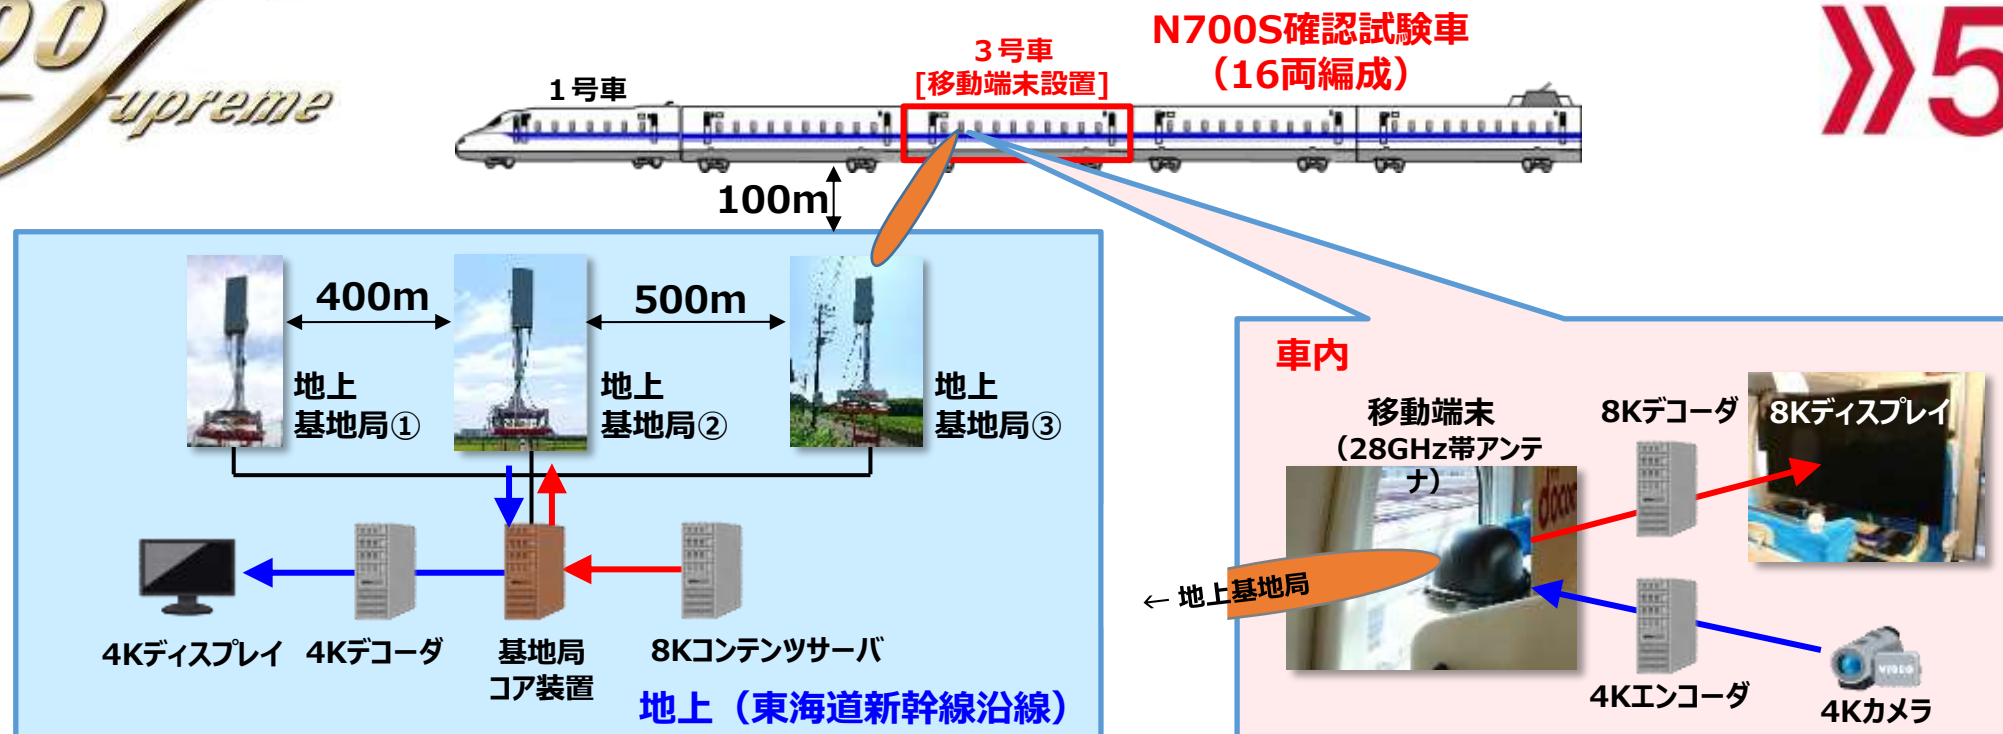 00
Supreme
1号車
3号車
[移動端末設置]
N700S確認試験車
（16両編成）
5
100m
400m
500m
地上
基地局①
地上
基地局②
地上
基地局③
4Kディスプレイ
4Kデコーダ
基地局
コア装置
8Kコンテンツサーバ
地上（東海道新幹線沿線）
車内
移動端末
（28GHz帯アンテ
ナ）
8Kデコーダ
8Kディスプレイ
← 地上基地局
4Kエンコーダ
VIDEO
4Kカメラ